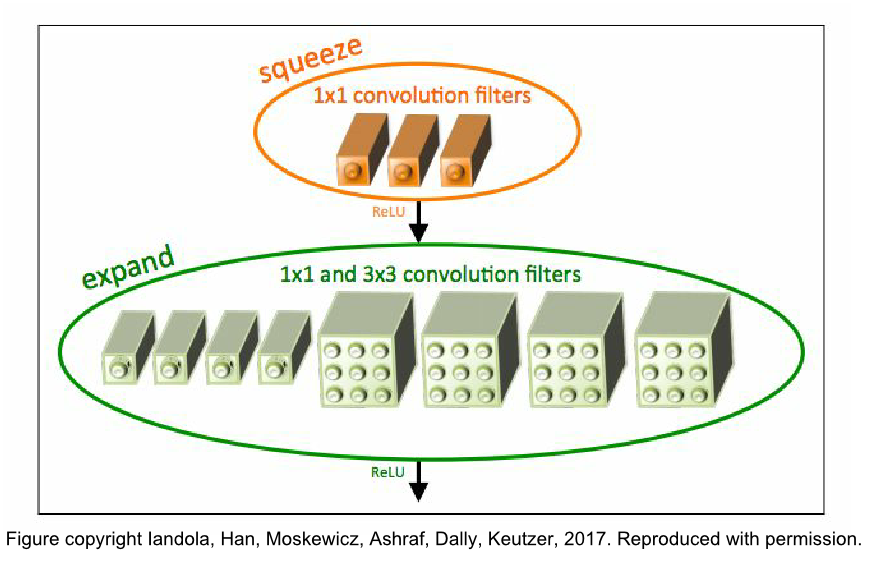 squeeze
1x1 convolution filters
ReLU
expand
1x1 and 3x3 convolution filters
ReLU
Figure copyright Iandola, Han, Moskewicz, Ashraf, Dally, Keutzer, 2017. Reproduced with permission.